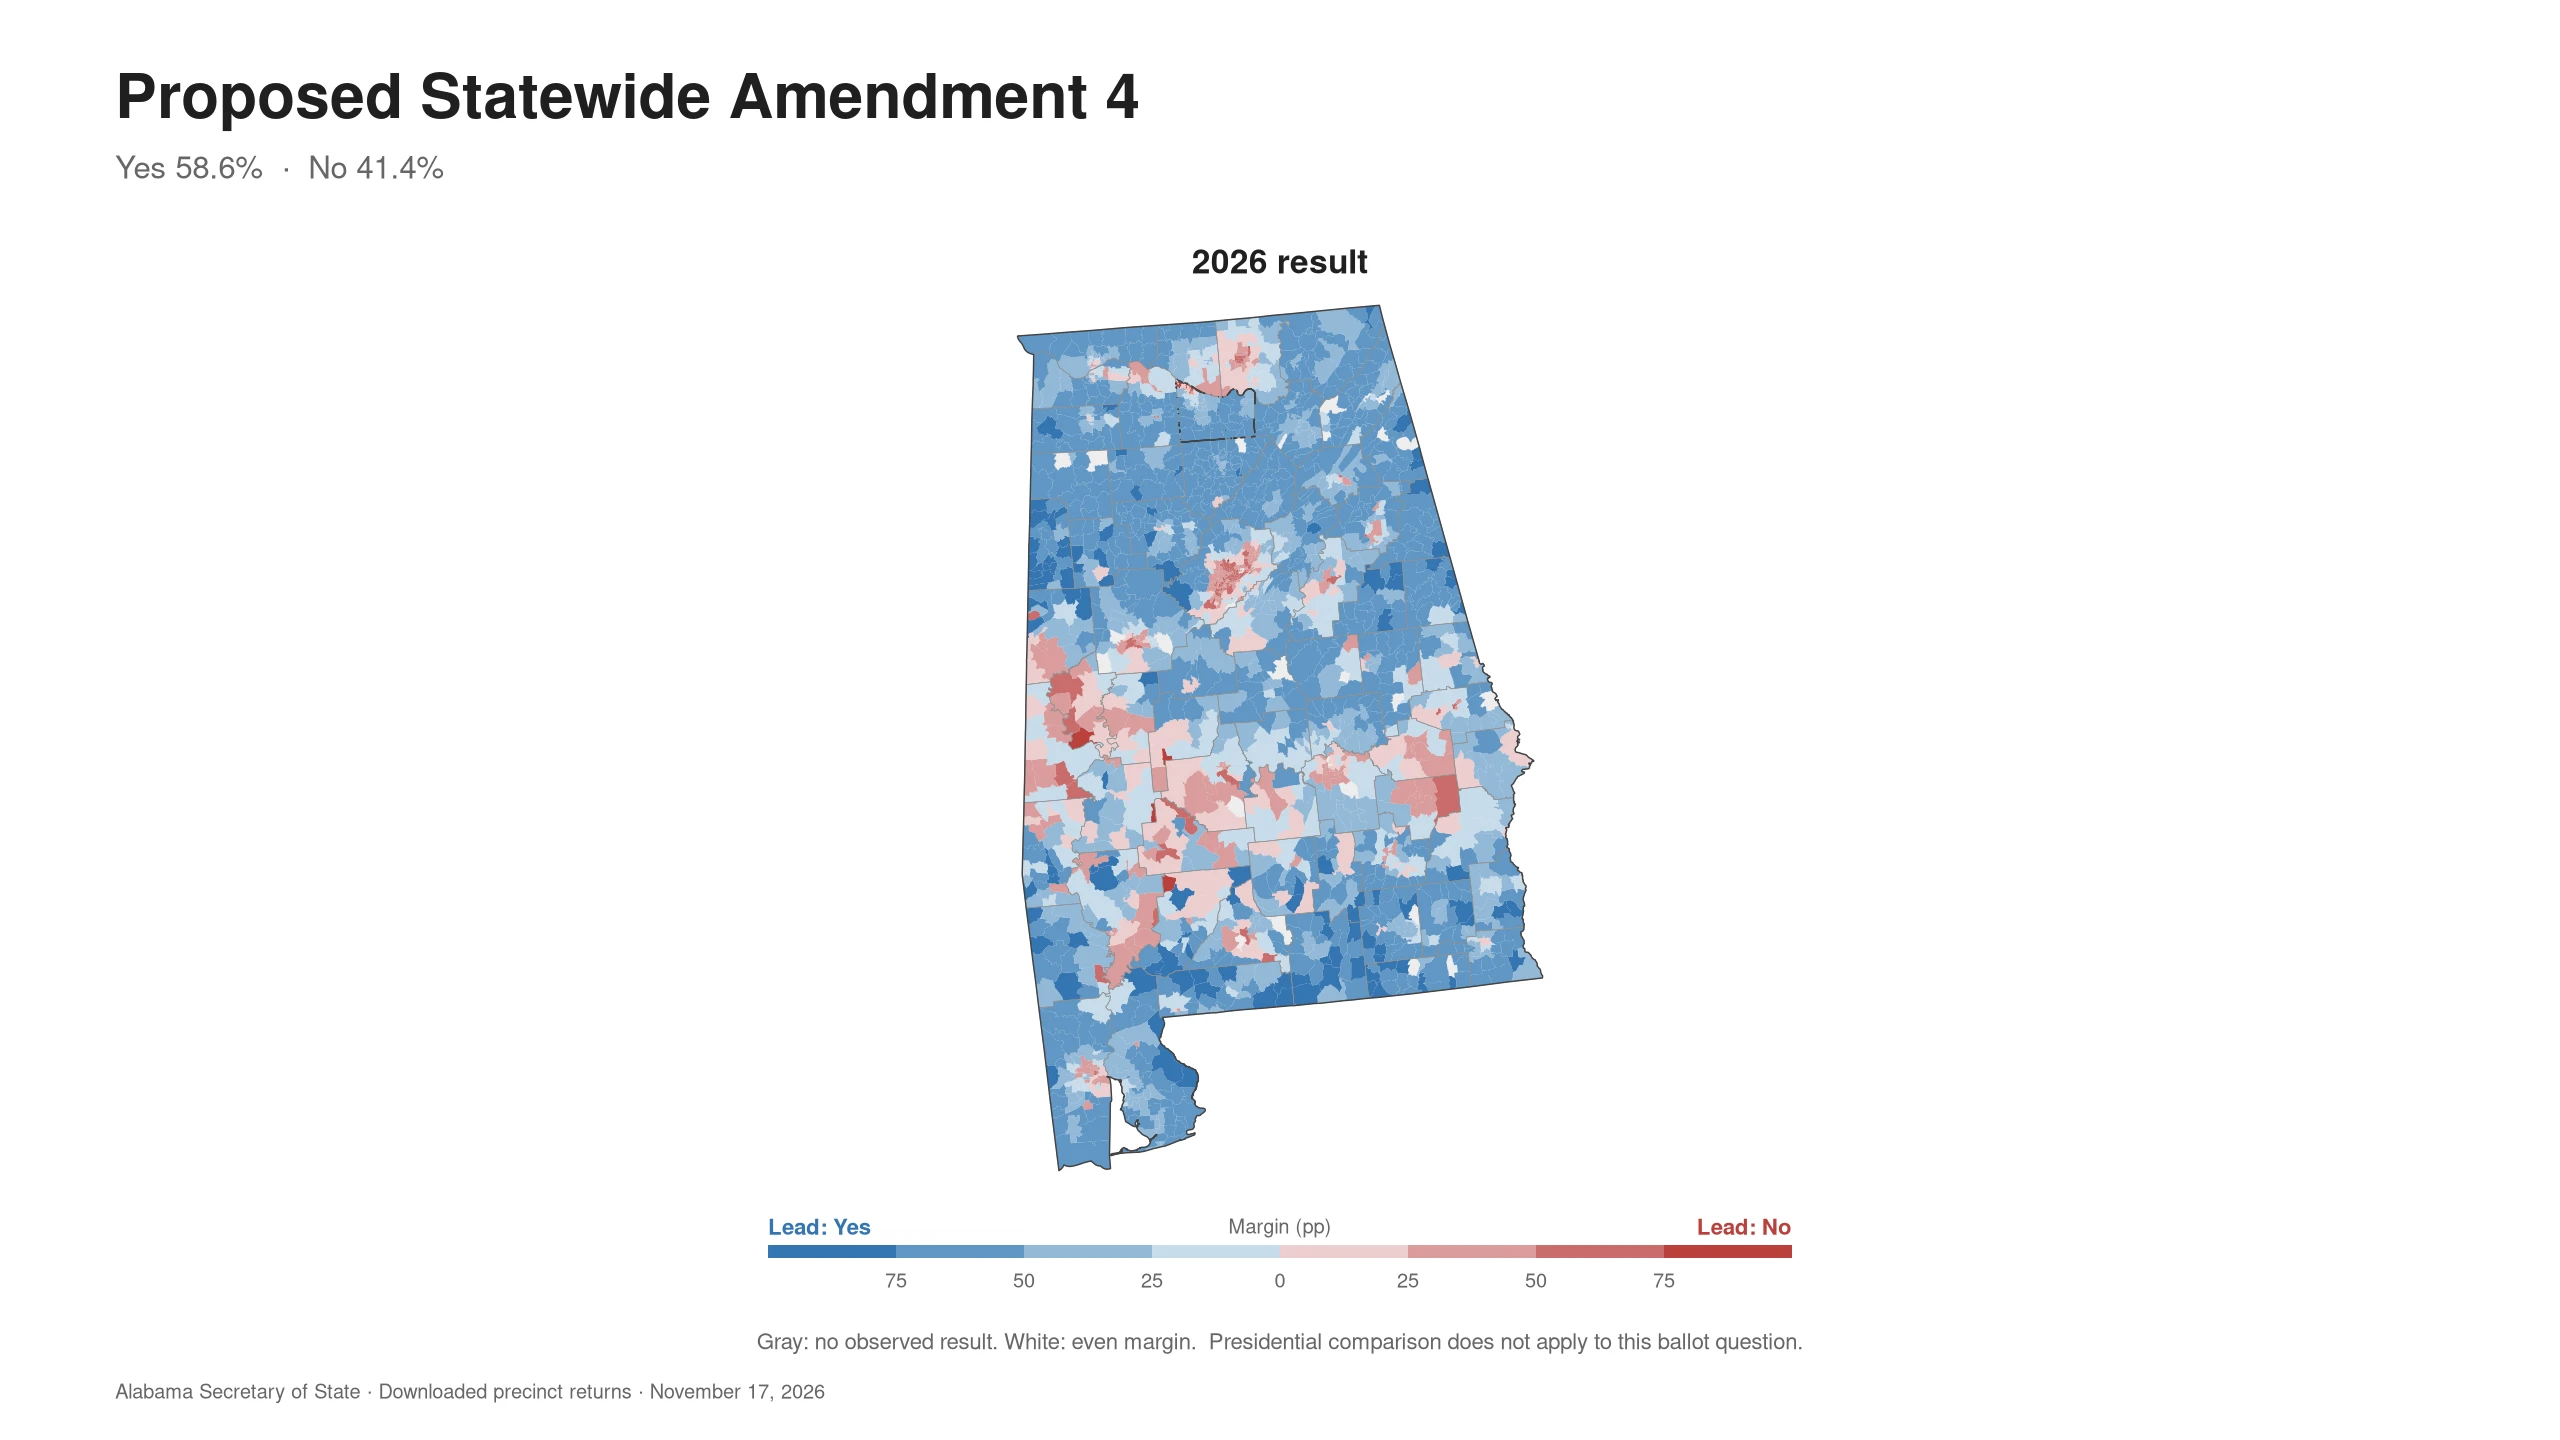 Proposed Statewide Amendment 4
Yes 58.6% · No 41.4%
2026 result
Lead: Yes Margin (pp) Lead: No
75 50 25 0 25 50 75
Gray: no observed result. White: even margin. Presidential comparison does not apply to this ballot question.
Alabama Secretary of State · Downloaded precinct returns · November 17, 2026